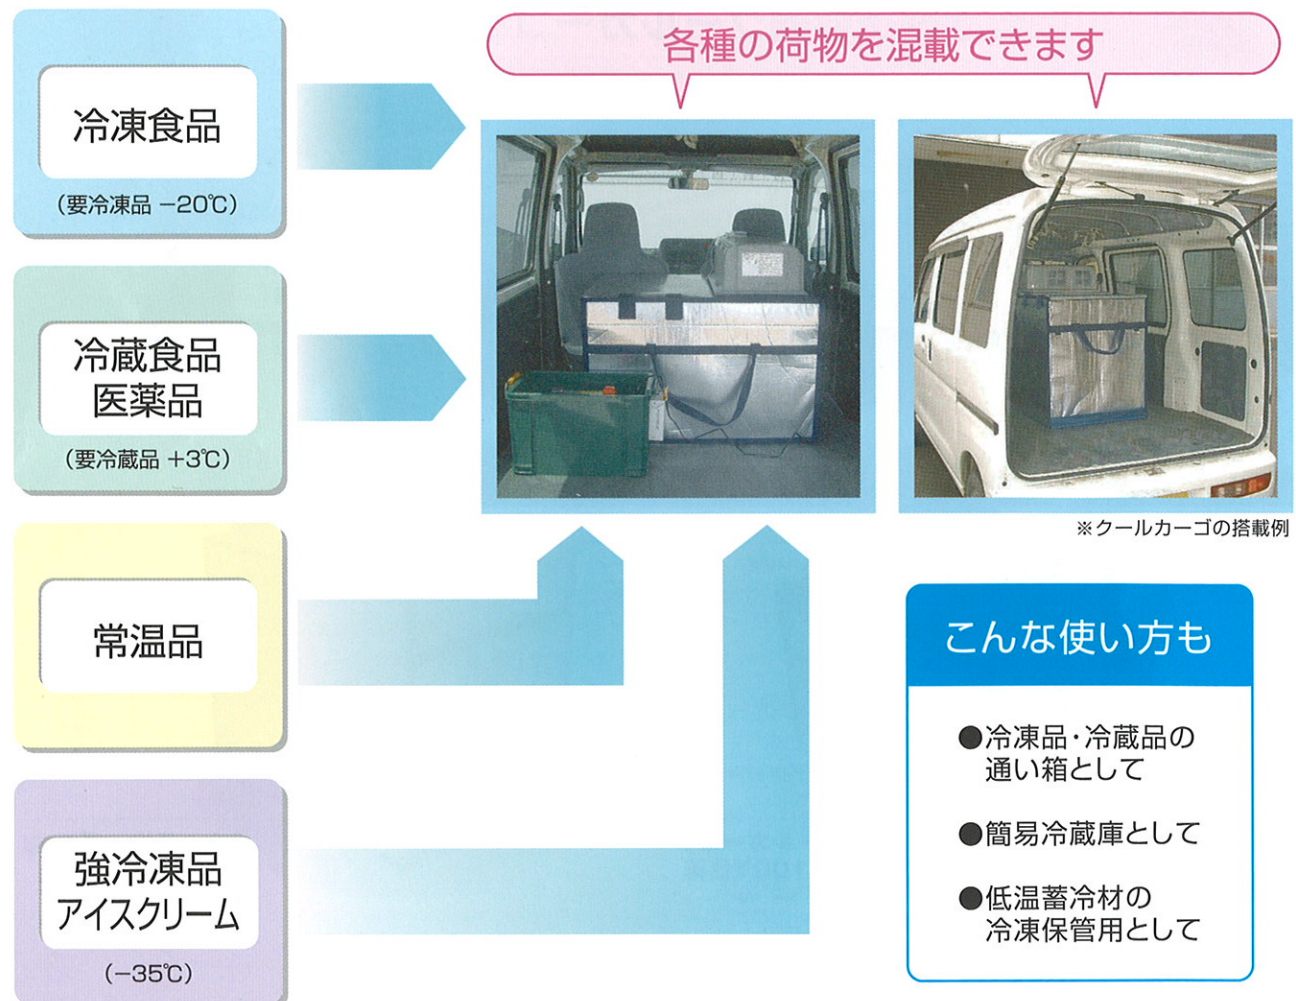 各種の荷物を混載できます
冷凍食品
(要冷凍品 −20℃)
冷蔵食品
医薬品
(要冷蔵品 +3℃)
常温品
強冷凍品
アイスクリーム
(−35℃)
※クールカーゴの搭載例
こんな使い方も
●冷凍品・冷蔵品の
通い箱として
●簡易冷蔵庫として
●低温蓄冷材の
冷凍保管用として